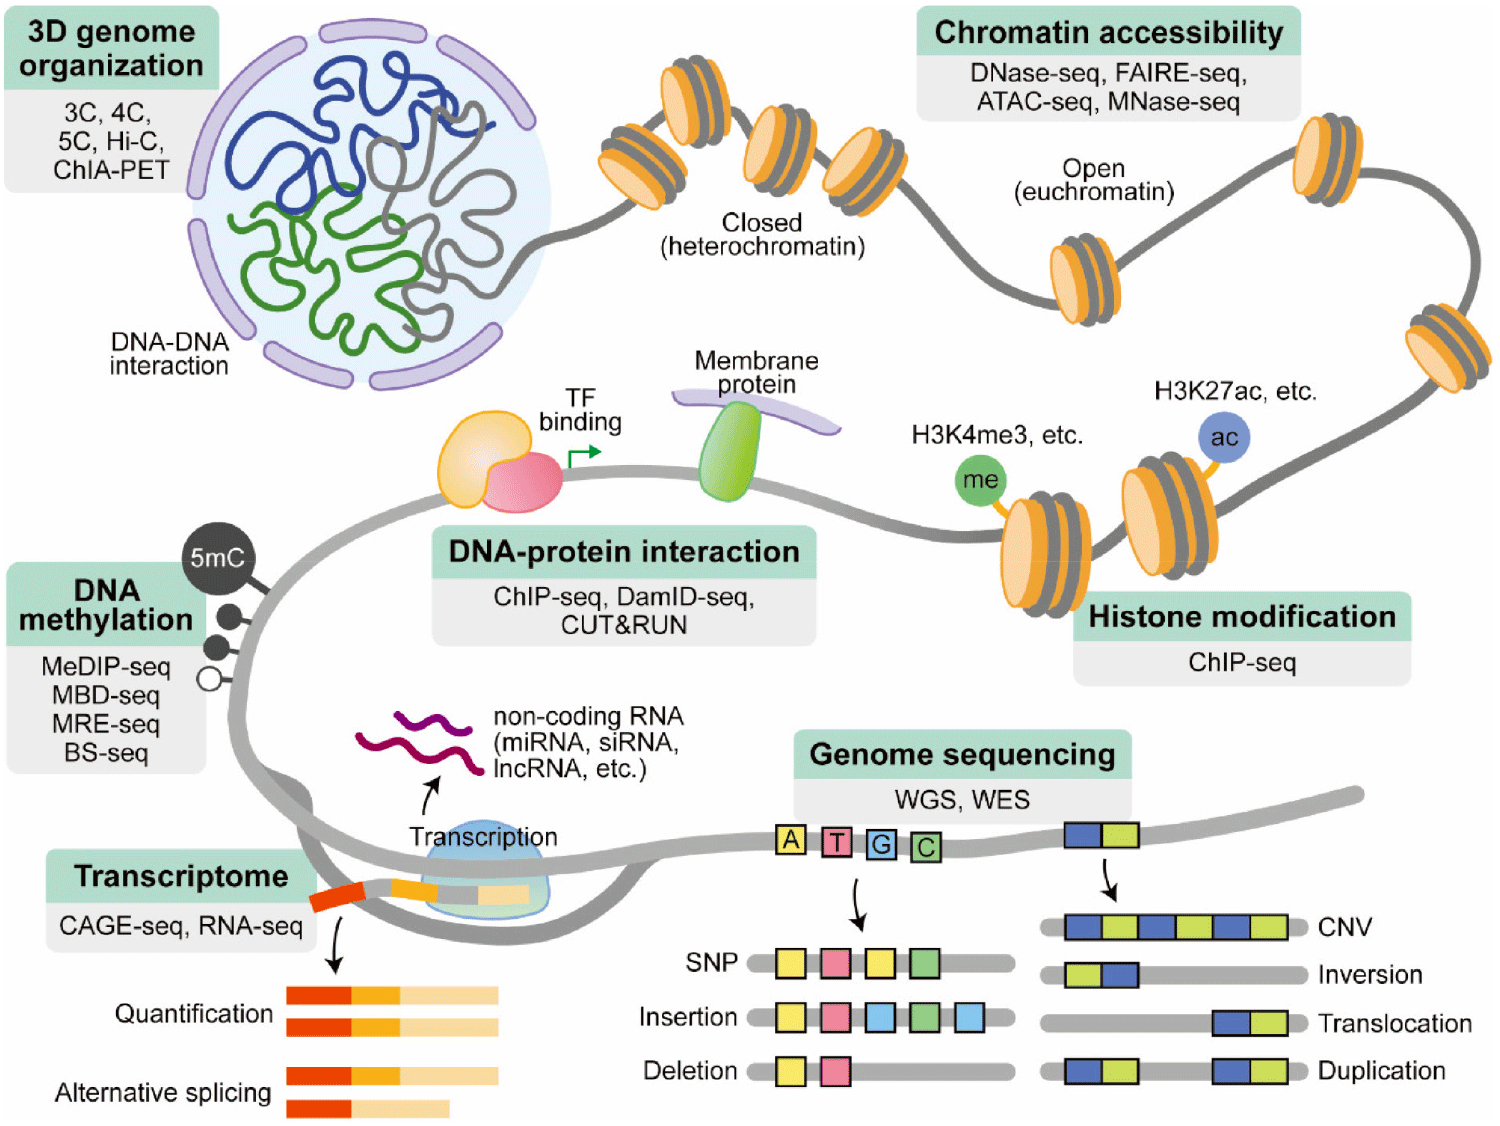 3D genome
organization
3C, 4C,
5C, Hi-C,
ChIA-PET
DNA-DNA
interaction
Closed
(heterochromatin)
Chromatin accessibility
DNase-seq, FAIRE-seq,
ATAC-seq, MNase-seq
Open
(euchromatin)
H3K27ac, etc.
ac
H3K4me3, etc.
me
Histone modification
ChIP-seq
Membrane
protein
TF
binding
DNA-protein interaction
ChIP-seq, DamID-seq,
CUT&RUN
5mC
DNA
methylation
MeDIP-seq
MBD-seq
MRE-seq
BS-seq
non-coding RNA
(miRNA, siRNA,
lncRNA, etc.)
Transcription
Transcriptome
CAGE-seq, RNA-seq
Quantification
Alternative splicing
Genome sequencing
WGS, WES
A T G C
SNP
Insertion
Deletion
CNV
Inversion
Translocation
Duplication